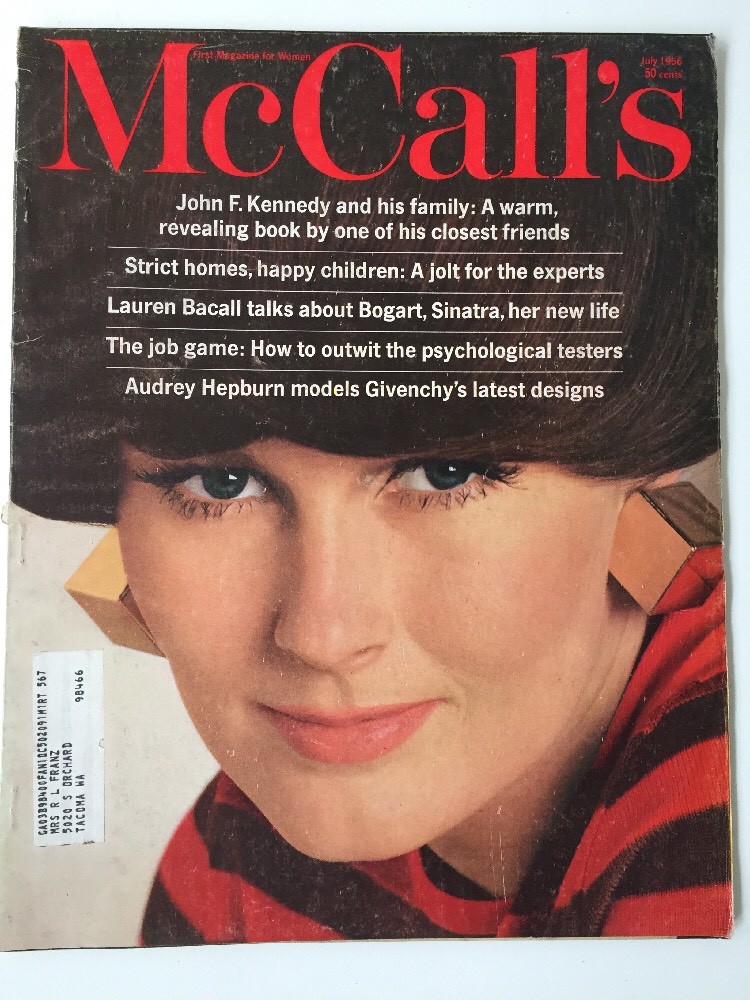 McCall's
First Magazine for Women
July 1966
50 cents
John F. Kennedy and his family: A warm,
revealing book by one of his closest friends
Strict homes, happy children: A jolt for the experts
Lauren Bacall talks about Bogart, Sinatra, her new life
The job game: How to outwit the psychological testers
Audrey Hepburn models Givenchy's latest designs
567
MRS R L FRANZ
5020 S ORCHARD
TACOMA WA 98466